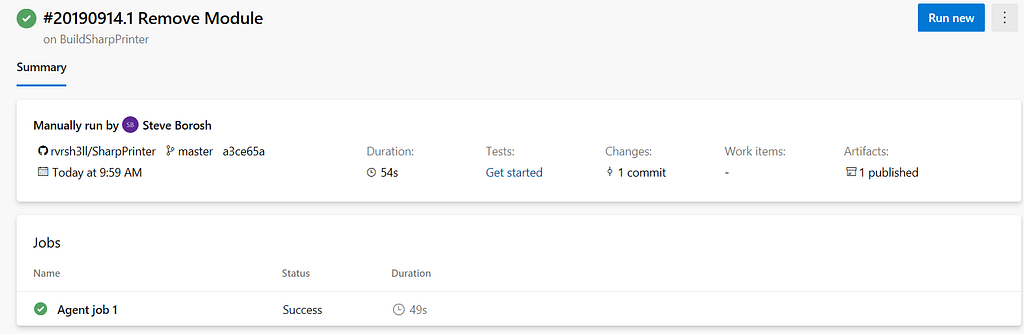 #20190914.1 Remove Module
Run new
on BuildSharpPrinter
Summary
Manually run by SB Steve Borosh
rvrsh3ll/SharpPrinter master a3ce65a Duration: Tests: Changes: Work items: Artifacts:
Today at 9:59 AM 54s Get started 1 commit - 1 published
Jobs
Name Status Duration
Agent job 1 Success 49s